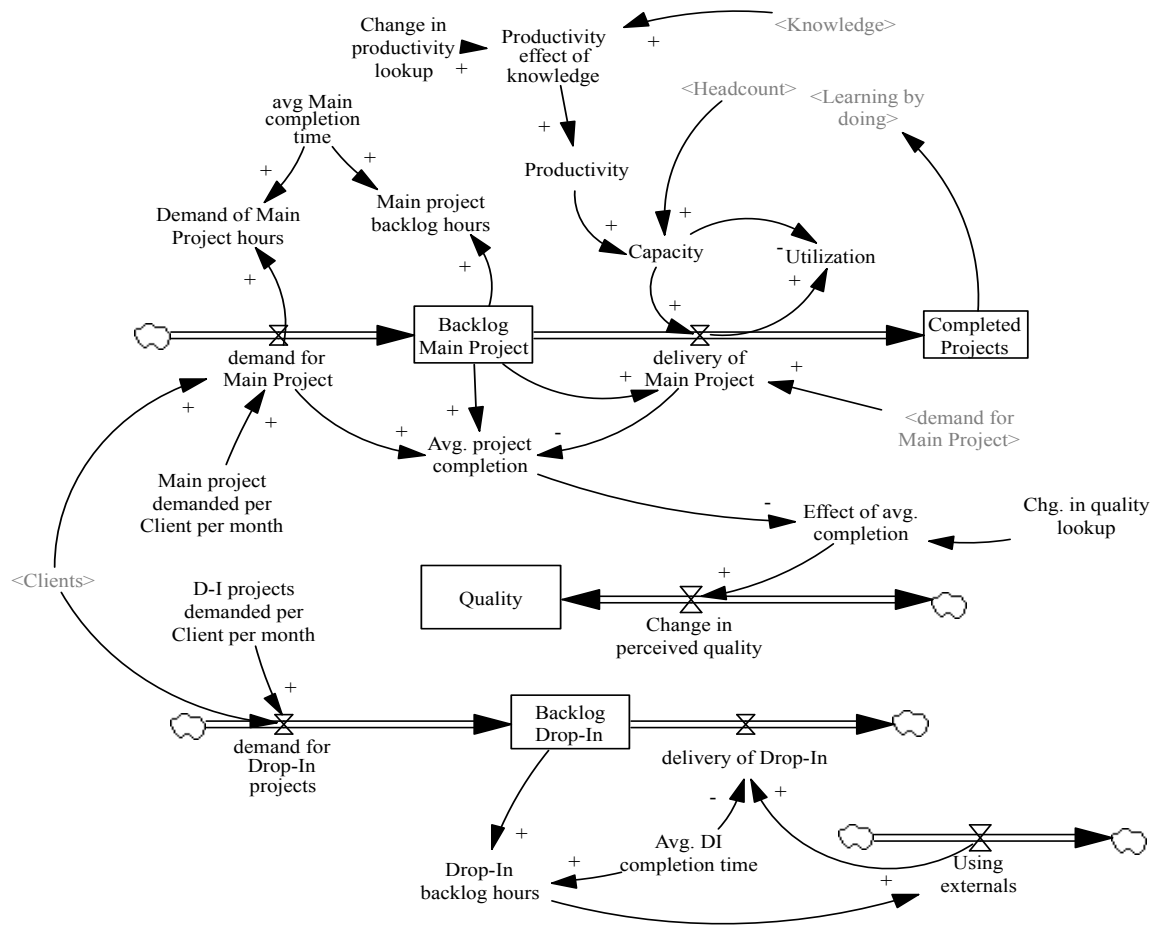 Change in
productivity
lookup
+
Productivity
effect of
knowledge
+
<Knowledge>
avg Main
completion
time
+
+
+
Productivity
<Headcount>
<Learning by
doing>
Demand of Main
Project hours
+
Main project
backlog hours
+
+
+
Capacity
-
Utilization
+
+
demand for
Main Project
Backlog
Main Project
delivery of
Main Project
Completed
Projects
+
+
+
+
+
-
+
<demand for
Main Project>
Avg. project
completion
Main project
demanded per
Client per month
-
Effect of avg.
completion
Chg. in quality
lookup
<Clients>
D-I projects
demanded per
Client per month
+
Quality
+
Change in
perceived quality
demand for
Drop-In
projects
Backlog
Drop-In
delivery of Drop-In
-
+
+
Drop-In
backlog hours
+
Avg. DI
completion time
+
Using
externals